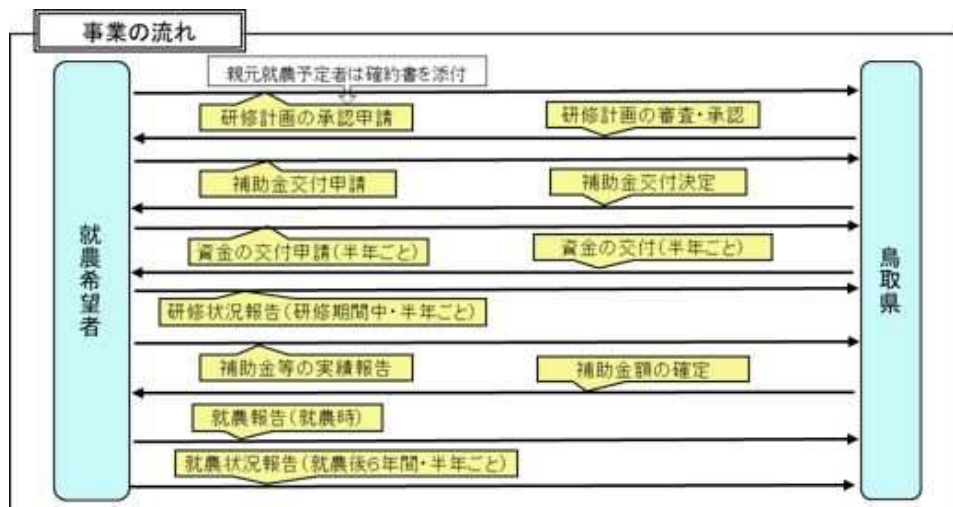 事業の流れ
親元就農予定者は確約書を添付
研修計画の承認申請
研修計画の審査・承認
補助金交付申請
補助金交付決定
資金の交付申請(半年ごと)
資金の交付(半年ごと)
就農希望者
鳥取県
研修状況報告(研修期間中・半年ごと)
補助金等の実績報告
補助金額の確定
就農報告(就農時)
就農状況報告(就農後6年間・半年ごと)